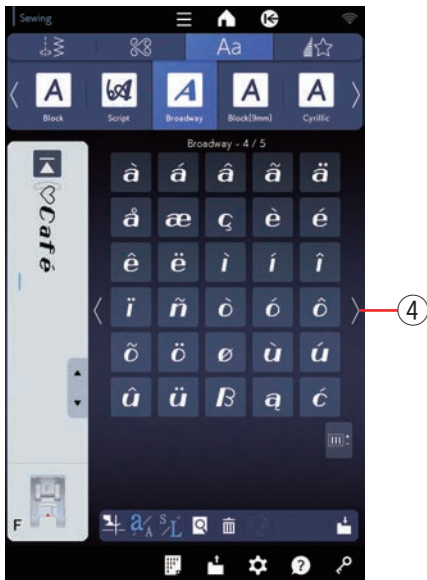 Sewing
Aa
A A A A A
Block Script Broadway Block(9mm) Cyrillic
Broadway - 4 / 5
♡Café
à á â ã ä
å æ ç è é
ê ë ì í î
ï ñ ò ó ô
④
õ ö ø ù ú
û ü ß ą ć
F
a/A S/L
?